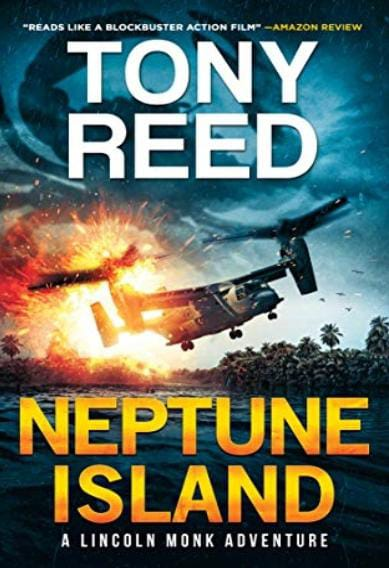 "READS LIKE A BLOCKBUSTER ACTION FILM" —AMAZON REVIEW
TONY
REED
NEPTUNE
ISLAND
A LINCOLN MONK ADVENTURE